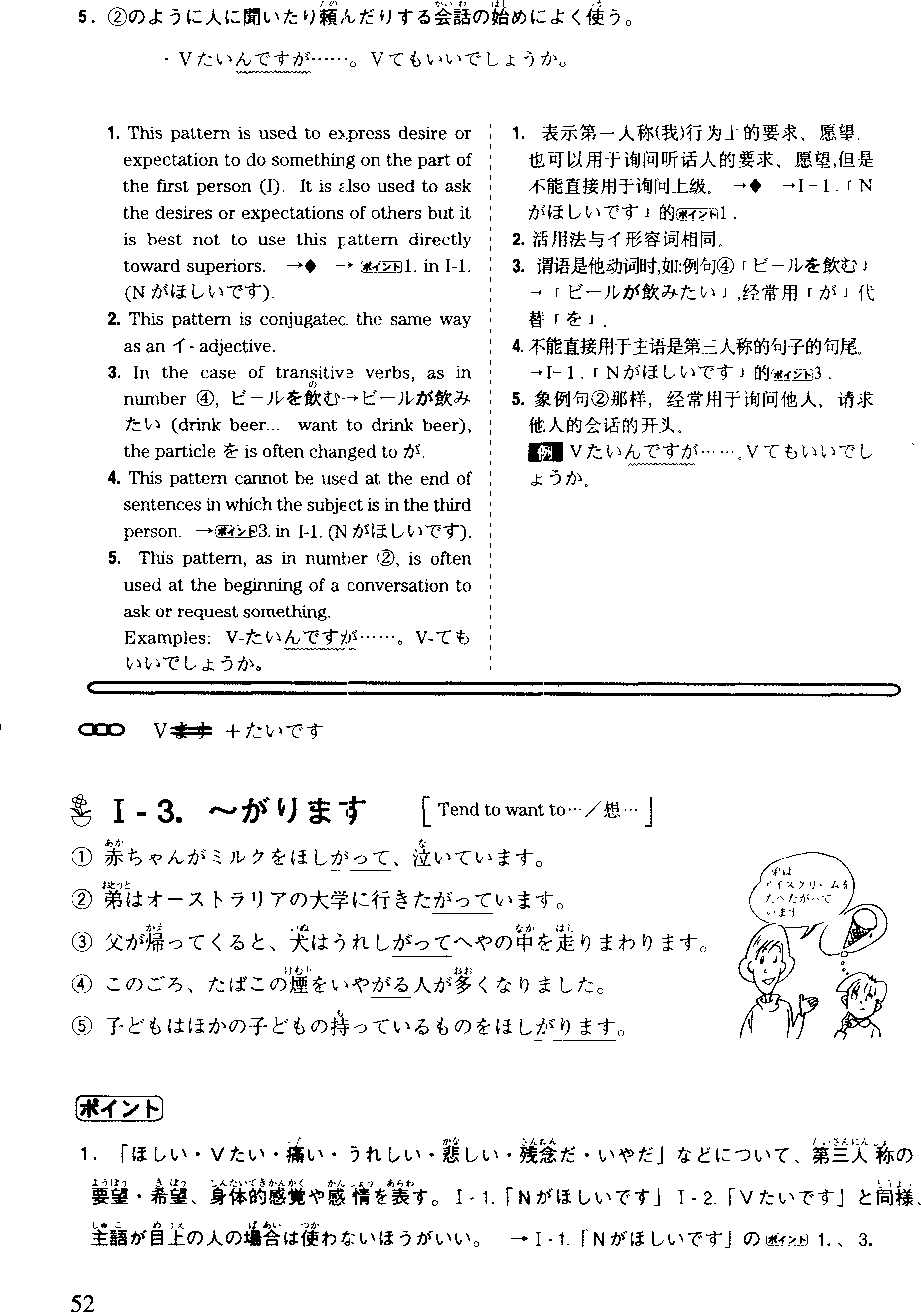 5. ②のように人に聞いたり頼んだりする会話の始めによく使う。
・Vたいんですが……。Vてもいいでしょうか。
1. This pattern is used to express desire or
expectation to do something on the part of
the first person (I). It is also used to ask
the desires or expectations of others but it
is best not to use this pattern directly
toward superiors. →◆ → ポイント1. in I-1.
(Nがほしいです).
2. This pattern is conjugated the same way
as an イ- adjective.
3. In the case of transitive verbs, as in
number ④, ビールを飲む→ビールが飲み
たい (drink beer... want to drink beer),
the particle を is often changed to が.
4. This pattern cannot be used at the end of
sentences in which the subject is in the third
person. →ポイント3. in I-1. (Nがほしいです).
5. This pattern, as in number ②, is often
used at the beginning of a conversation to
ask or request something.
Examples: V-たいんですが……。V-ても
いいでしょうか。
1. 表示第一人称(我)行为上的要求、愿望.
也可以用于询问听话人的要求、愿望,但是
不能直接用于询问上级。 →◆ →I-1.「N
がほしいです」的ポイント1.
2. 活用法与イ形容词相同。
3. 谓语是他动词时,如:例句④「ビールを飲む」
→「ビールが飲みたい」,经常用「が」代
替「を」.
4. 不能直接用于主语是第三人称的句子的句尾。
→I-1.「Nがほしいです」的ポイント3.
5. 象例句②那样, 经常用于询问他人、请求
他人的会话的开头。
例 Vたいんですが……。Vてもいいでし
ょうか。
Vます +たいです
I-3. 〜がります [Tend to want to…／想…]
① 赤ちゃんがミルクをほしがって、泣いています。
② 弟はオーストラリアの大学に行きたがっています。
③ 父が帰ってくると、犬はうれしがってへやの中を走りまわります。
④ このごろ、たばこの煙をいやがる人が多くなりました。
⑤ 子どもはほかの子どもの持っているものをほしがります。
弟は
アイスクリームを
たべたがって
います
ポイント
1. 「ほしい・Vたい・痛い・うれしい・悲しい・残念だ・いやだ」などについて、第三人称の
要望・希望、身体的感覚や感情を表す。I-1.「Nがほしいです」I-2.「Vたいです」と同様、
主語が目上の人の場合は使わないほうがいい。 →I-1.「Nがほしいです」のポイント 1.、3.
52